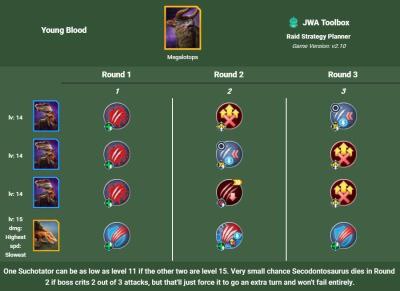 Young Blood
Megalotops
JWA Toolbox
Raid Strategy Planner
Game Version: v2.10
Round 1
Round 2
Round 3
1
2
3
lv: 14
lv: 14
lv: 14
lv: 15
dmg:
Highest
spd:
Slowest
One Suchotator can be as low as level 11 if the other two are level 15. Very small chance Secodontosaurus dies in Round
2 if boss crits 2 out of 3 attacks, but that'll just force it to go an extra turn and won't fail entirely.